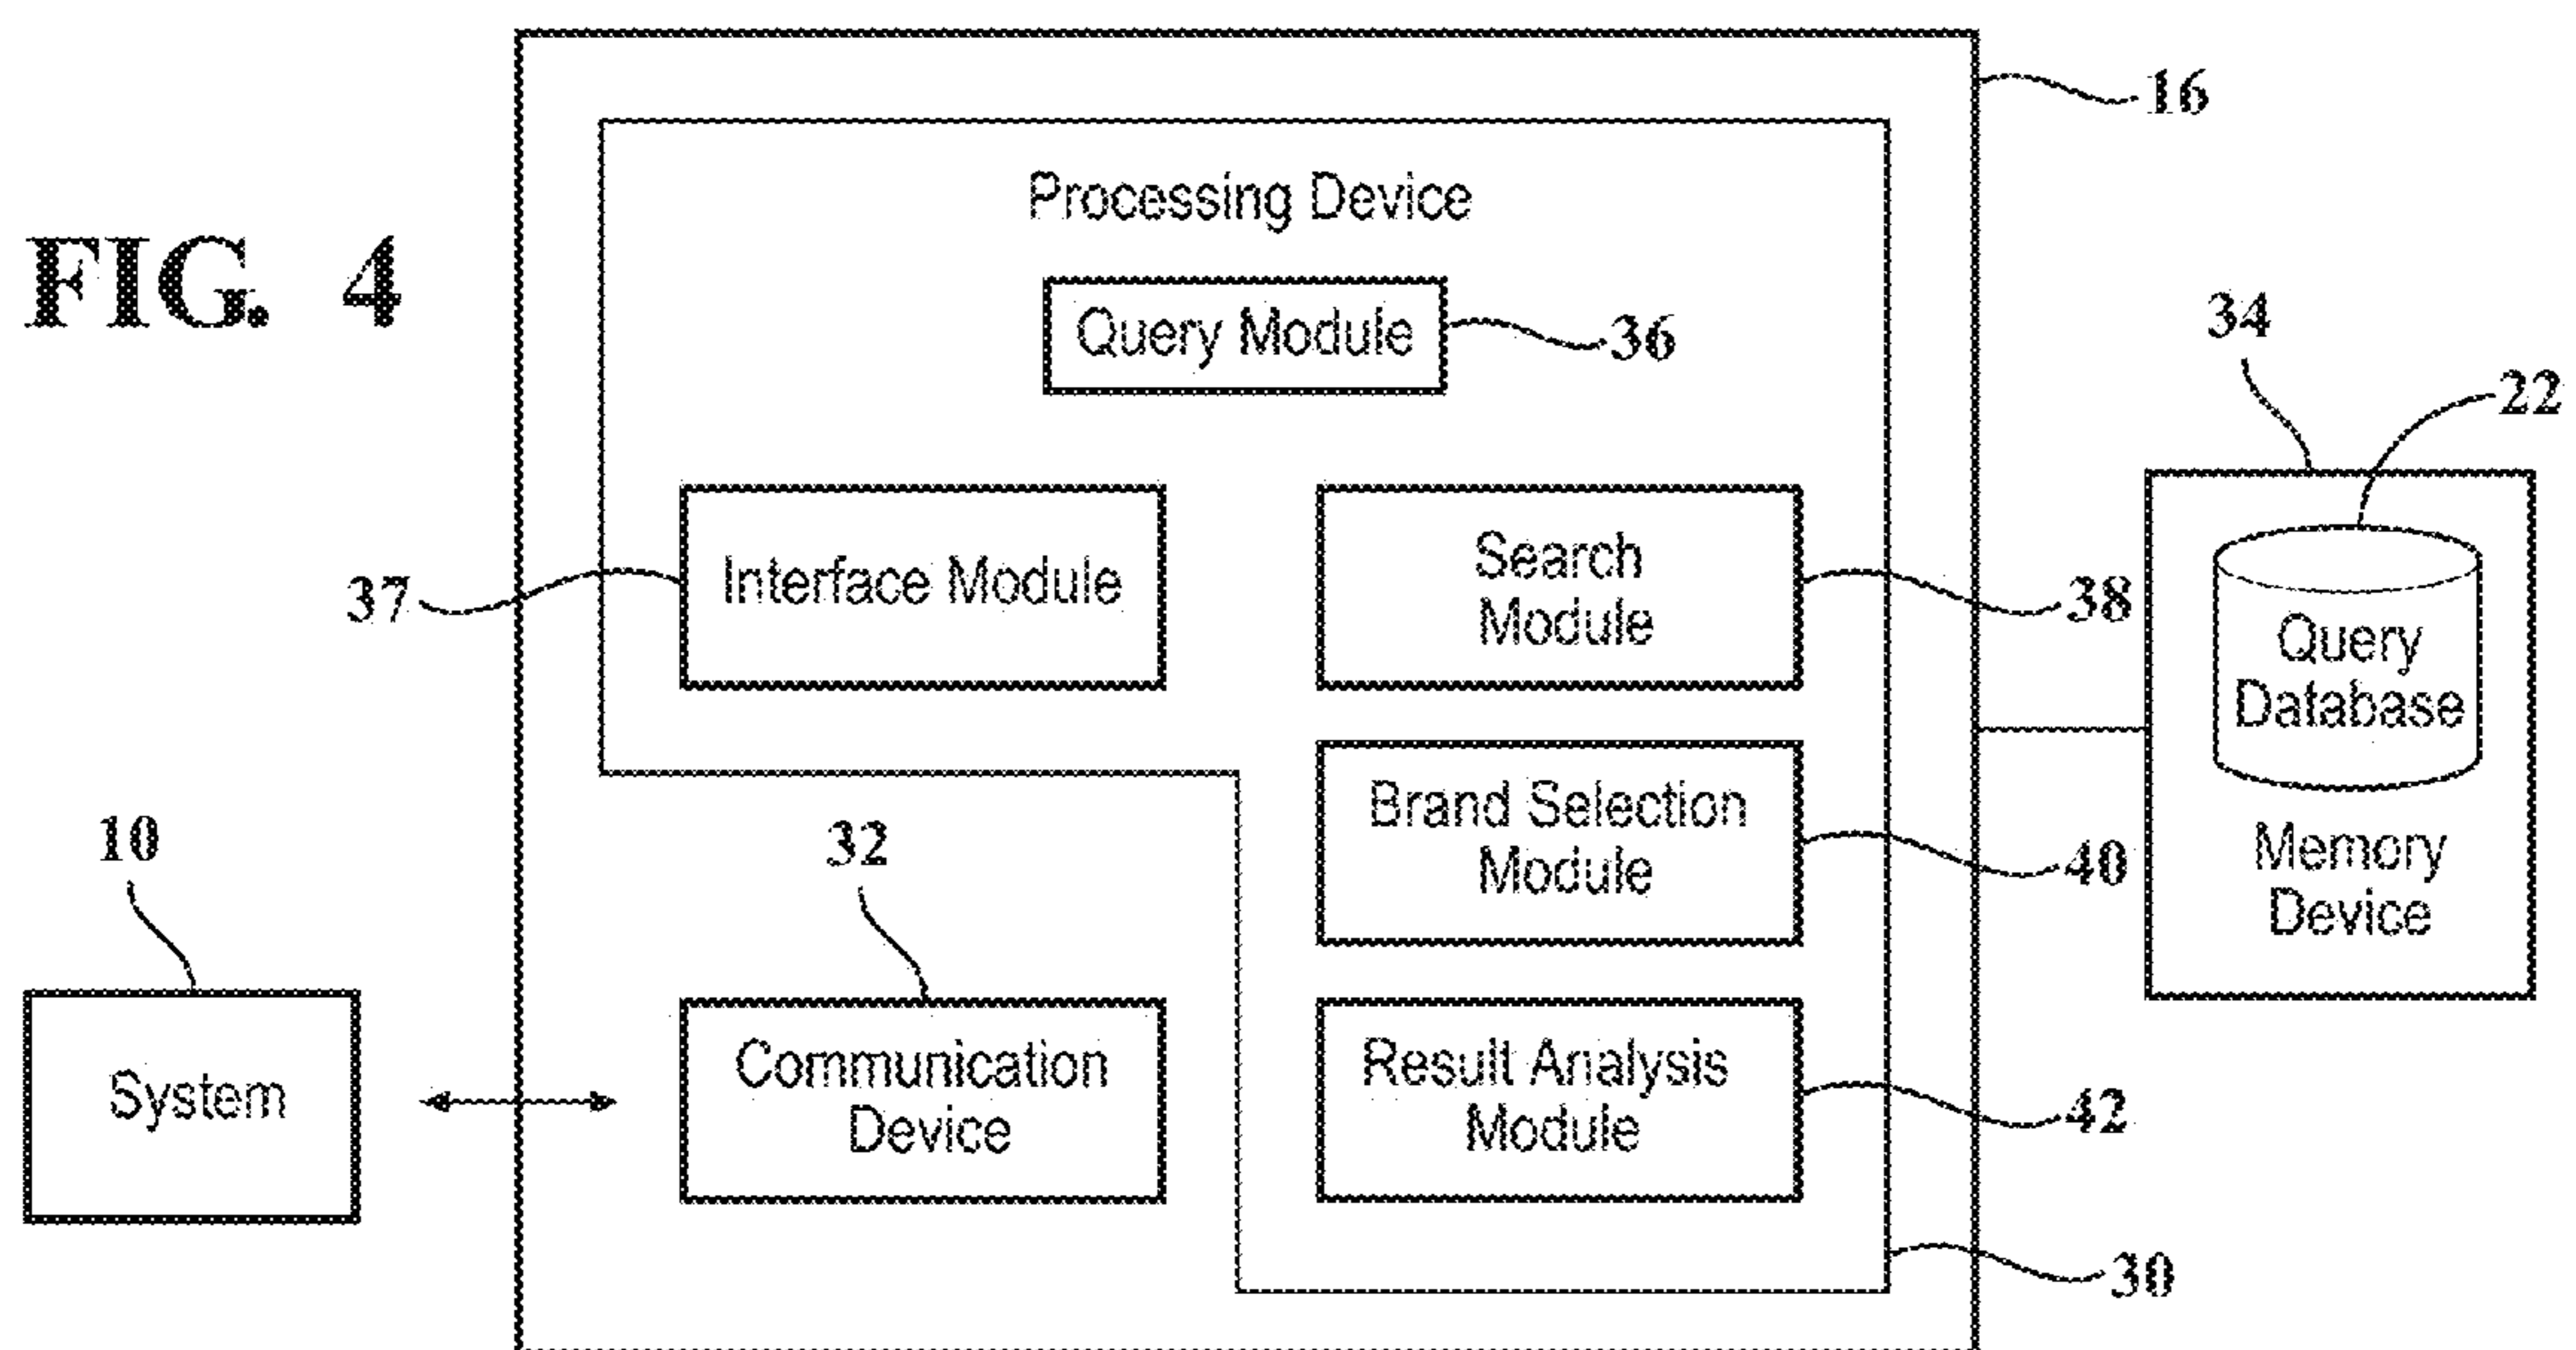 16
Processing Device
FIG. 4
Query Module
36
34
22
Interface Module
37
Search
Module
38
Query
Database
Brand Selection
Module
40
Memory
Device
10
32
System
Communication
Device
Result Analysis
Module
42
30